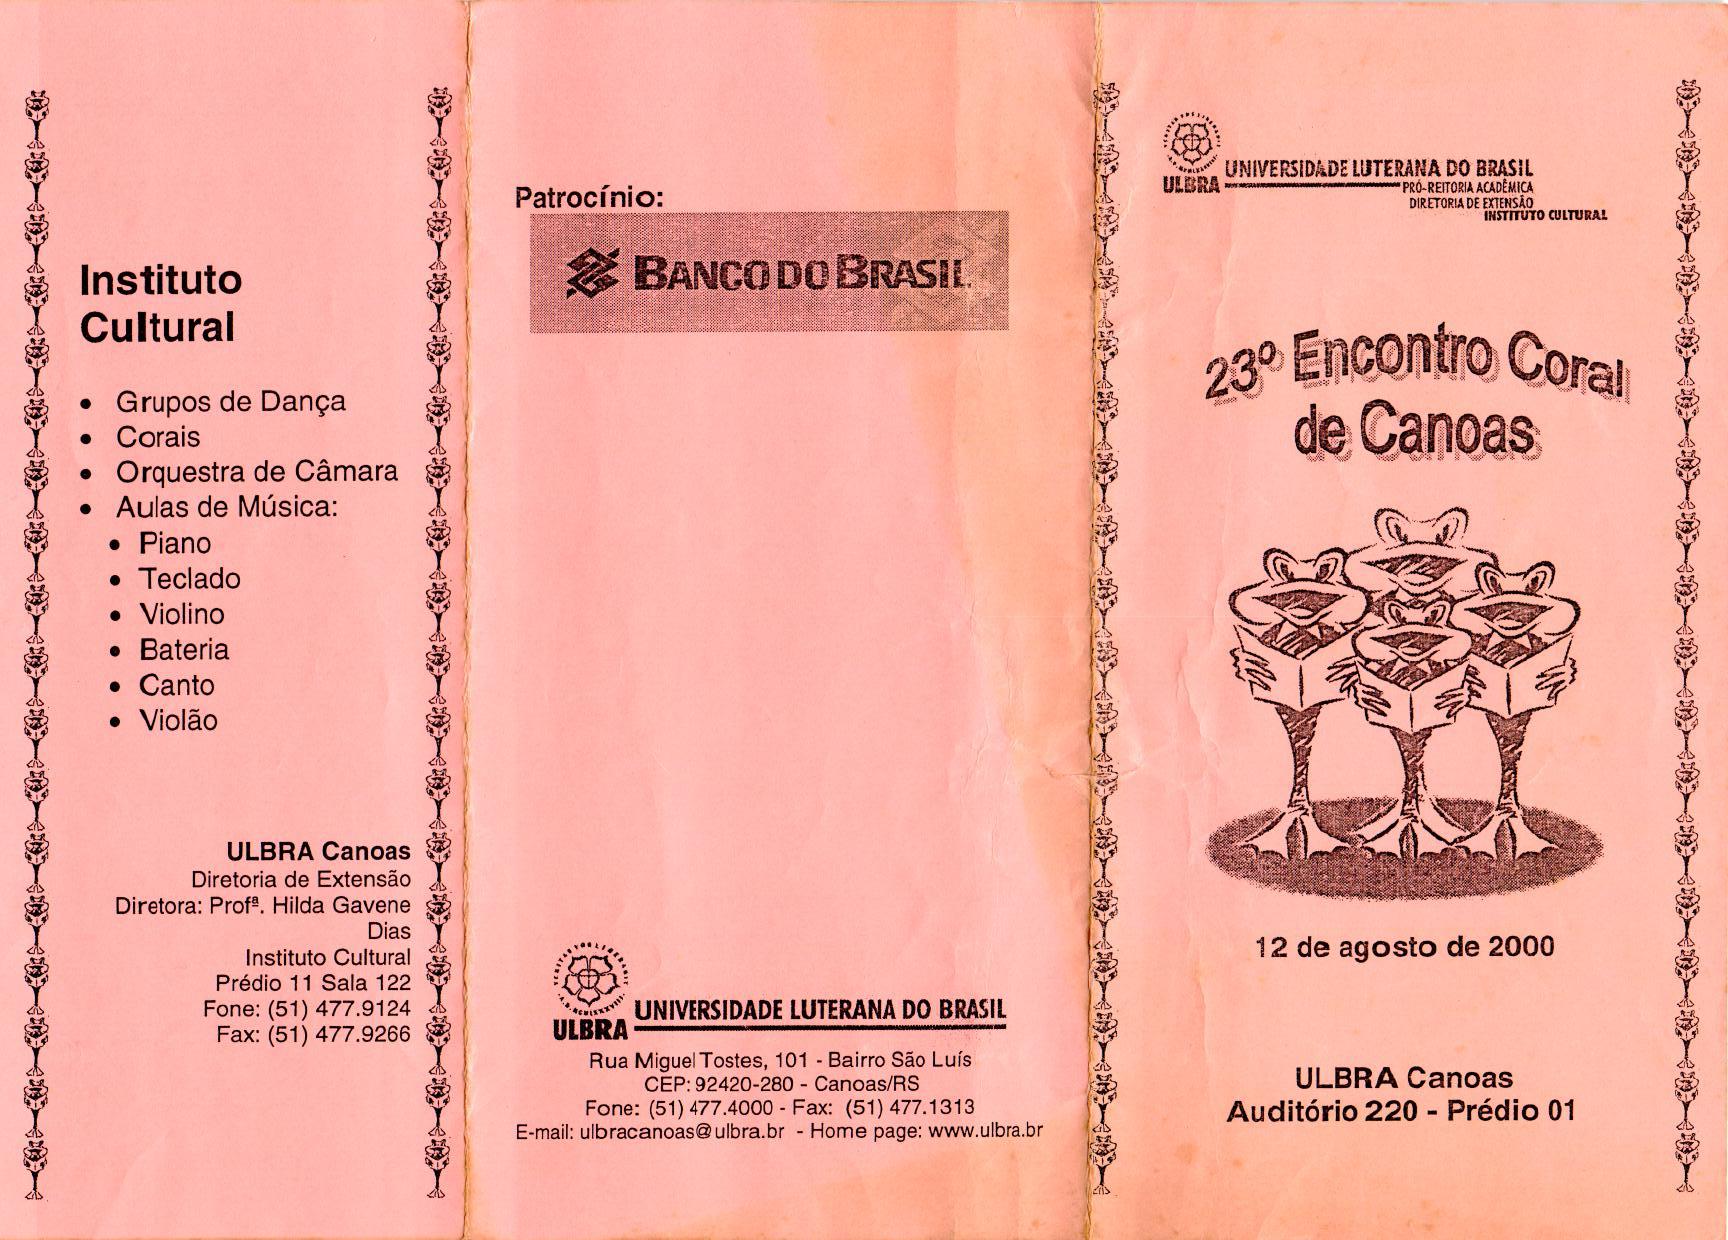 Instituto
Cultural
• Grupos de Dança
• Corais
• Orquestra de Câmara
• Aulas de Música:
• Piano
• Teclado
• Violino
• Bateria
• Canto
• Violão
ULBRA Canoas
Diretoria de Extensão
Diretora: Profª. Hilda Gavene
Dias
Instituto Cultural
Prédio 11 Sala 122
Fone: (51) 477.9124
Fax: (51) 477.9266
Patrocínio:
BANCO DO BRASIL
ULBRA
UNIVERSIDADE LUTERANA DO BRASIL
Rua Miguel Tostes, 101 - Bairro São Luís
CEP: 92420-280 - Canoas/RS
Fone: (51) 477.4000 - Fax: (51) 477.1313
E-mail: ulbracanoas@ulbra.br - Home page: www.ulbra.br
ULBRA
UNIVERSIDADE LUTERANA DO BRASIL
PRÓ-REITORIA ACADÊMICA
DIRETORIA DE EXTENSÃO
INSTITUTO CULTURAL
23º Encontro Coral
de Canoas
12 de agosto de 2000
ULBRA Canoas
Auditório 220 - Prédio 01